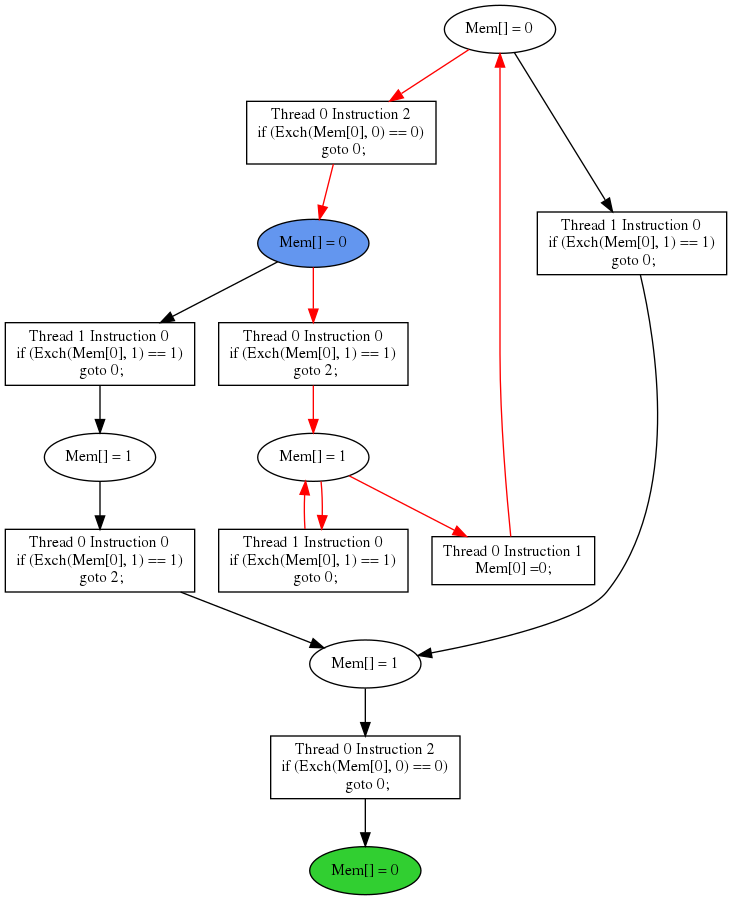 Mem[] = 0
Thread 0 Instruction 2
if (Exch(Mem[0], 0) == 0)
goto 0;
Thread 1 Instruction 0
if (Exch(Mem[0], 1) == 1)
goto 0;
Mem[] = 0
Thread 1 Instruction 0
if (Exch(Mem[0], 1) == 1)
goto 0;
Thread 0 Instruction 0
if (Exch(Mem[0], 1) == 1)
goto 2;
Mem[] = 1
Mem[] = 1
Thread 0 Instruction 0
if (Exch(Mem[0], 1) == 1)
goto 2;
Thread 1 Instruction 0
if (Exch(Mem[0], 1) == 1)
goto 0;
Thread 0 Instruction 1
Mem[0] =0;
Mem[] = 1
Thread 0 Instruction 2
if (Exch(Mem[0], 0) == 0)
goto 0;
Mem[] = 0